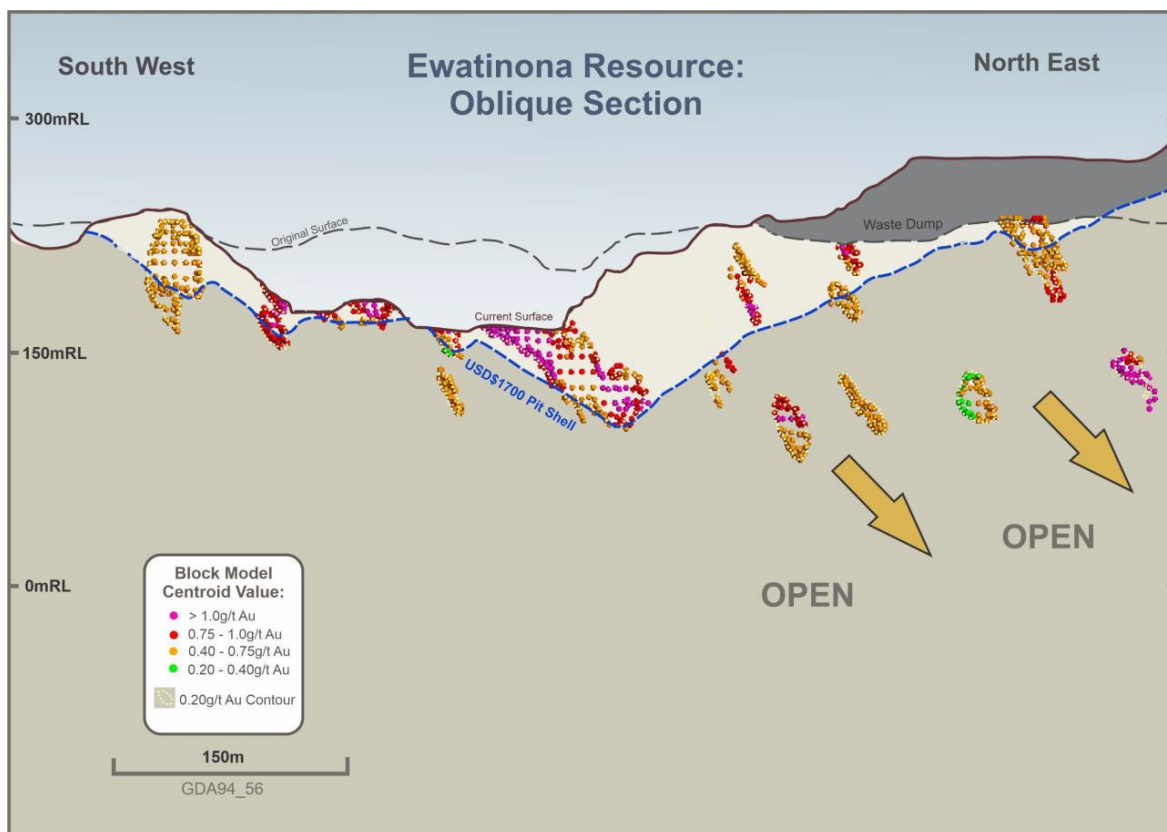 South West
Ewatinona Resource:
Oblique Section
North East
300mRL
Original Surface
Waste Dump
Current Surface
150mRL
USD$1700 Pit Shell
OPEN
OPEN
0mRL
Block Model
Centroid Value:
> 1.0g/t Au
0.75 - 1.0g/t Au
0.40 - 0.75g/t Au
0.20 - 0.40g/t Au
0.20g/t Au Contour
150m
GDA94_56